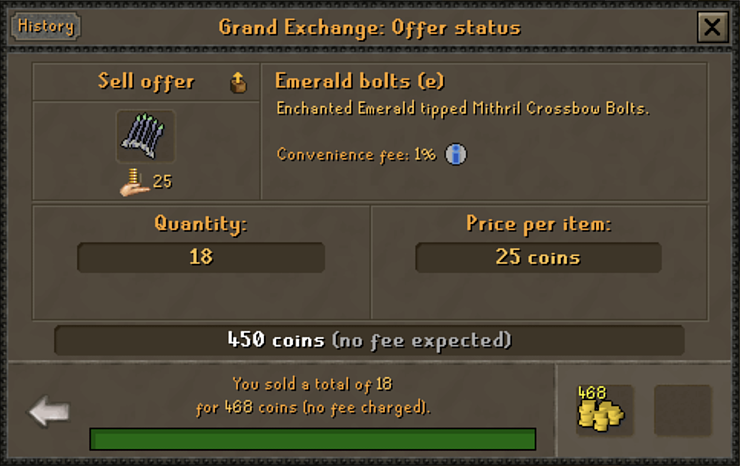 History
Grand Exchange: Offer status
Sell offer
Emerald bolts (e)
Enchanted Emerald tipped Mithril Crossbow Bolts.
Convenience fee: 1%
25
Quantity:
Price per item:
18
25 coins
450 coins (no fee expected)
You sold a total of 18
for 468 coins (no fee charged).
468